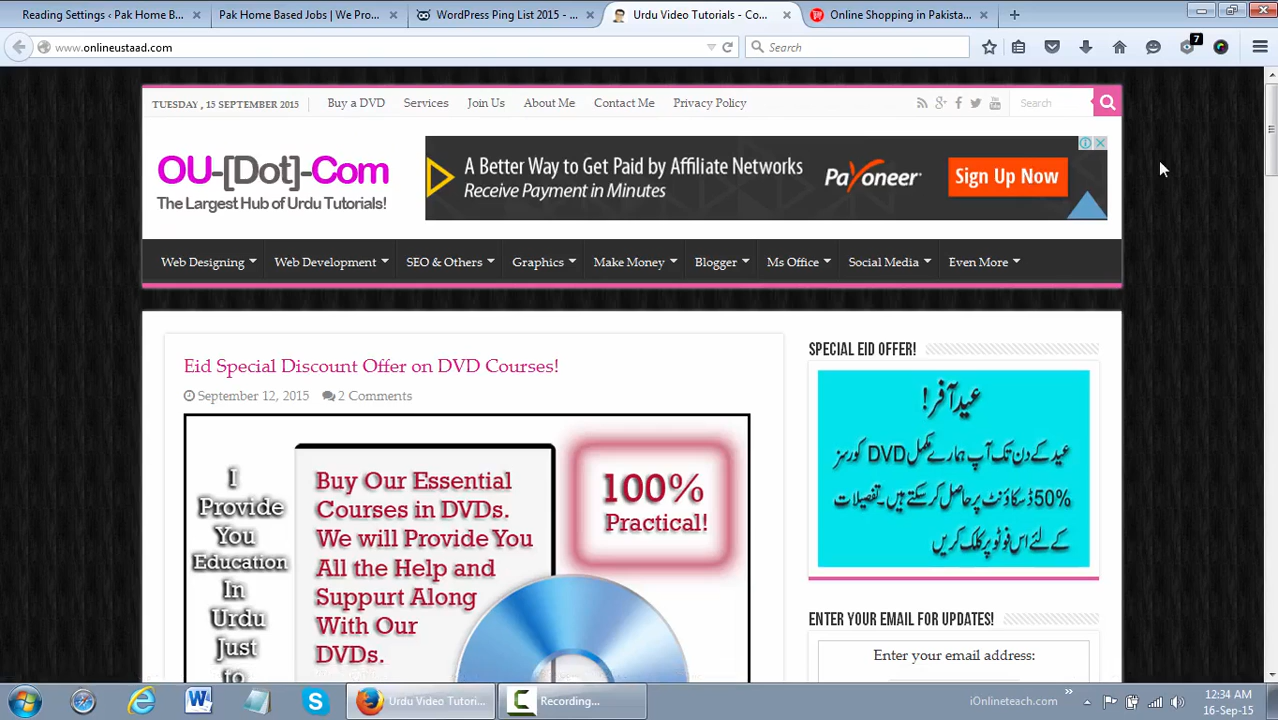 Reading Settings ‹ Pak Home B...
Pak Home Based Jobs | We Pro...
WordPress Ping List 2015 - ...
Urdu Video Tutorials - Co...
Online Shopping in Pakista...
www.onlineustaad.com
Search
7
TUESDAY , 15 SEPTEMBER 2015
Buy a DVD
Services
Join Us
About Me
Contact Me
Privacy Policy
Search
OU-[Dot]-Com
The Largest Hub of Urdu Tutorials!
A Better Way to Get Paid by Affiliate Networks
Receive Payment in Minutes
Payoneer
Sign Up Now
Web Designing
Web Development
SEO & Others
Graphics
Make Money
Blogger
Ms Office
Social Media
Even More
Eid Special Discount Offer on DVD Courses!
September 12, 2015
2 Comments
I
Provide
You
Education
In
Urdu
Just
to
Buy Our Essential
Courses in DVDs.
We will Provide You
All the Help and
Suppurt Along
With Our
DVDs.
100%
Practical!
SPECIAL EID OFFER!
عید آفر!
عید کے دن تک آپ ہمارے مکمل DVD کورسز
50% ڈسکاؤنٹ پر حاصل کر سکتے ہیں۔ تفصیلات
کے لئے اس فوٹو پر کلک کریں
ENTER YOUR EMAIL FOR UPDATES!
Enter your email address:
Urdu Video Tutori...
Recording...
iOnlineteach.com
12:34 AM
16-Sep-15